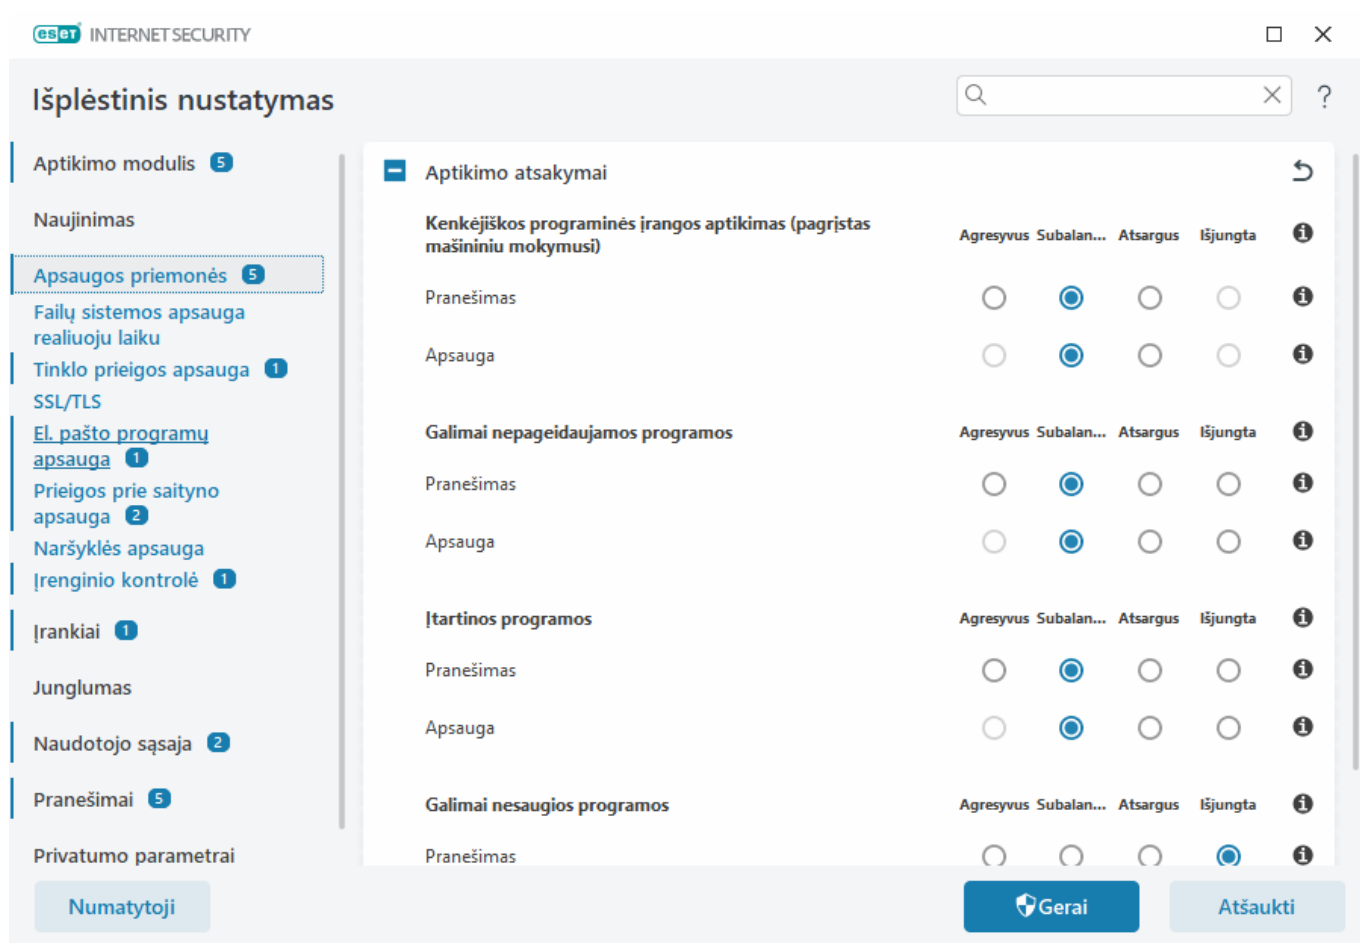 eset INTERNET SECURITY
Išplėstinis nustatymas
?
Aptikimo modulis 5
Naujinimas
Apsaugos priemonės 5
Failų sistemos apsauga
realiuoju laiku
Tinklo prieigos apsauga 1
SSL/TLS
El. pašto programų
apsauga 1
Prieigos prie saityno
apsauga 2
Naršyklės apsauga
Įrenginio kontrolė 1
Įrankiai 1
Junglumas
Naudotojo sąsaja 2
Pranešimai 5
Privatumo parametrai
Aptikimo atsakymai
Kenkėjiškos programinės įrangos aptikimas (pagrįstas
mašininiu mokymusi)
Agresyvus Subalan... Atsargus Išjungta
Pranešimas
Apsauga
Galimai nepageidaujamos programos Agresyvus Subalan... Atsargus Išjungta
Pranešimas
Apsauga
Įtartinos programos Agresyvus Subalan... Atsargus Išjungta
Pranešimas
Apsauga
Galimai nesaugios programos Agresyvus Subalan... Atsargus Išjungta
Pranešimas
Numatytoji
Gerai
Atšaukti